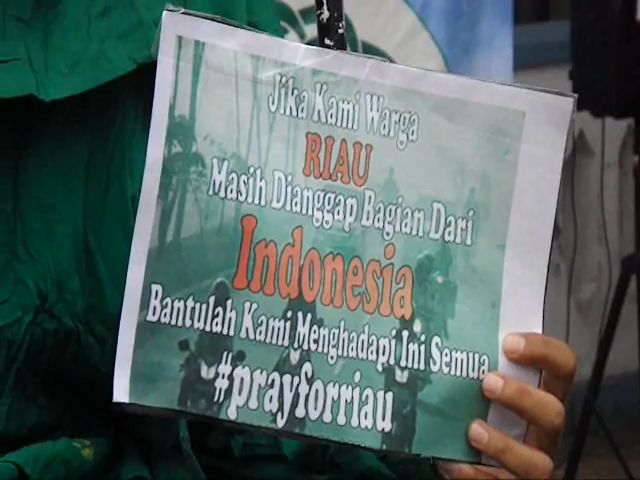 Jika Kami Warga
RIAU
Masih Dianggap Bagian Dari
Indonesia
Bantulah Kami Menghadapi Ini Semua
#prayforriau